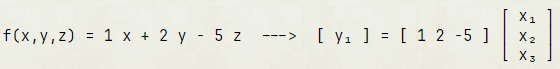 f(x,y,z) = 1 x + 2 y - 5 z ---> [ y₁ ] = [ 1 2 -5 ] [ x₁ ]
[ x₂ ]
[ x₃ ]